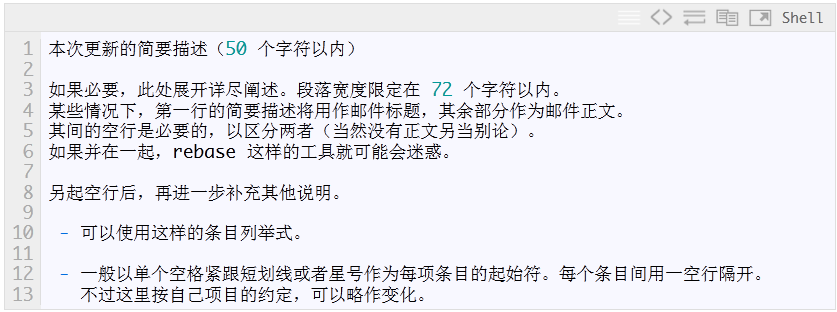 Shell
1 本次更新的简要描述（50 个字符以内）
2
3 如果必要，此处展开详尽阐述。段落宽度限定在 72 个字符以内。
4 某些情况下，第一行的简要描述将用作邮件标题，其余部分作为邮件正文。
5 其间的空行是必要的，以区分两者（当然没有正文另当别论）。
6 如果并在一起，rebase 这样的工具就可能会迷惑。
7
8 另起空行后，再进一步补充其他说明。
9
10 - 可以使用这样的条目列举式。
11
12 - 一般以单个空格紧跟短划线或者星号作为每项条目的起始符。每个条目间用一空行隔开。
13 不过这里按自己项目的约定，可以略作变化。